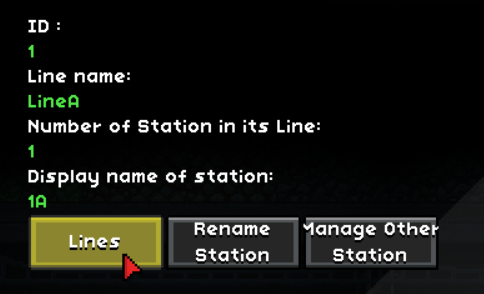 ID :
1
Line name:
LineA
Number of Station in its Line:
1
Display name of station:
1A
Lines
Rename
Station
Manage Other
Station